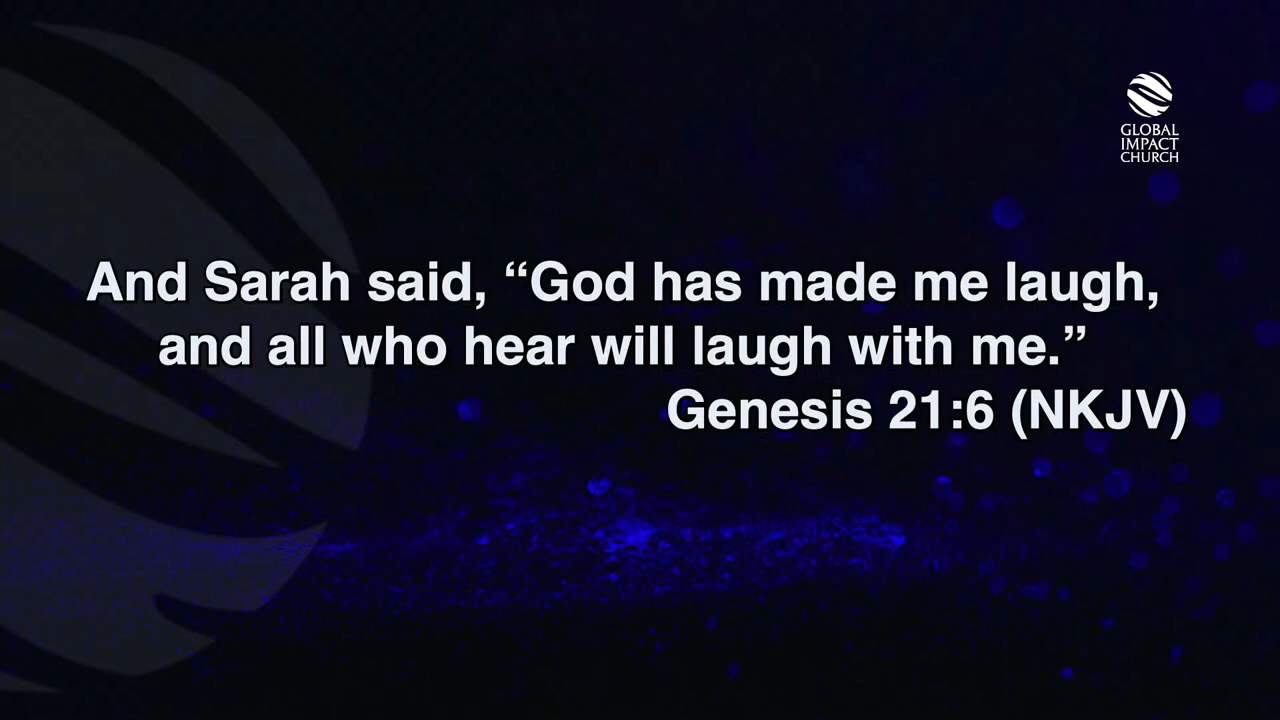 GLOBAL
IMPACT
CHURCH
And Sarah said, “God has made me laugh,
and all who hear will laugh with me.”
Genesis 21:6 (NKJV)